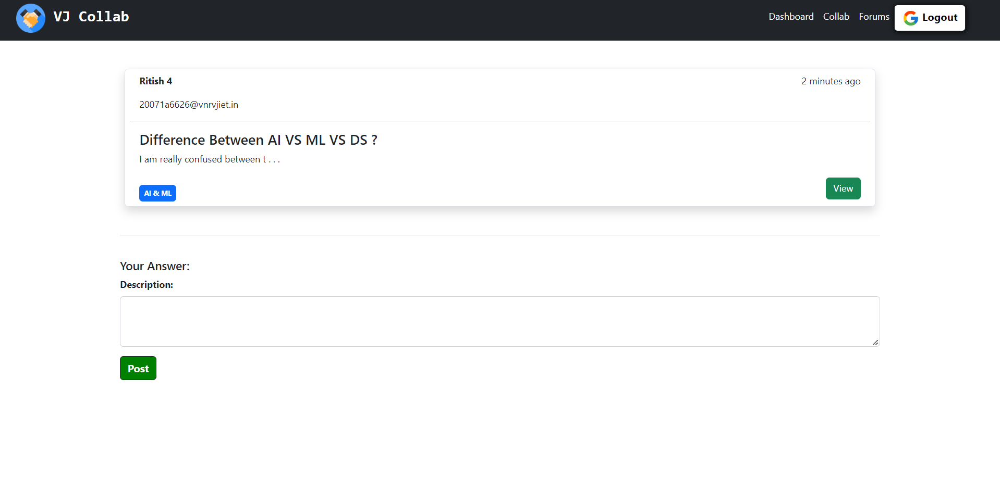 VJ Collab
Dashboard Collab Forums Logout
Ritish 4 2 minutes ago
20071a6626@vnrvjiet.in
Difference Between AI VS ML VS DS ?
I am really confused between t . . .
AI & ML View
Your Answer:
Description:
Post